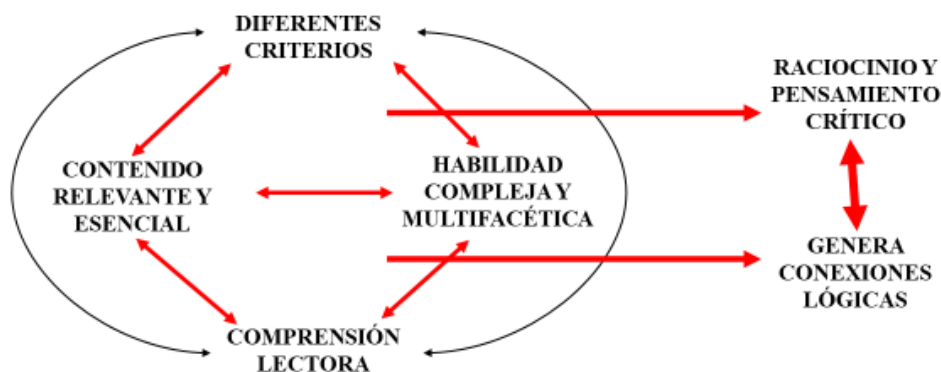 DIFERENTES
CRITERIOS
RACIOCINIO Y
PENSAMIENTO
CRÍTICO
CONTENIDO
RELEVANTE Y
ESENCIAL
HABILIDAD
COMPLEJA Y
MULTIFACÉTICA
GENERA
CONEXIONES
LÓGICAS
COMPRENSIÓN
LECTORA